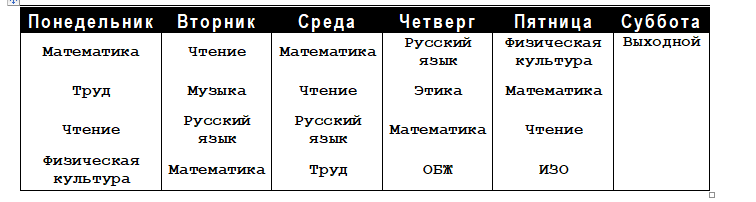 Понедельник Вторник Среда Четверг Пятница Суббота
Математика Чтение Математика Русский язык Физическая культура Выходной
Труд Музыка Чтение Этика Математика
Чтение Русский язык Русский язык Математика Чтение
Физическая культура Математика Труд ОБЖ ИЗО